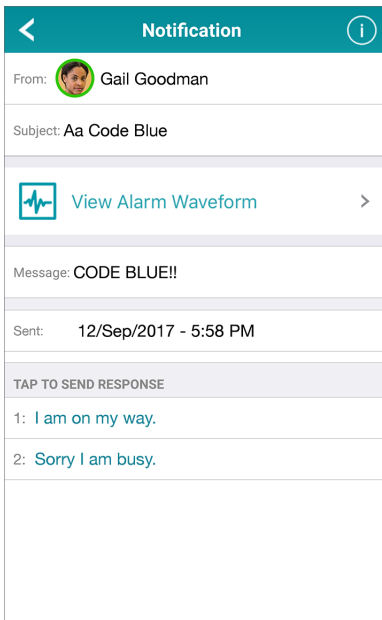 Notification
From: Gail Goodman
Subject: Aa Code Blue
View Alarm Waveform
Message: CODE BLUE!!
Sent: 12/Sep/2017 - 5:58 PM
TAP TO SEND RESPONSE
1: I am on my way.
2: Sorry I am busy.